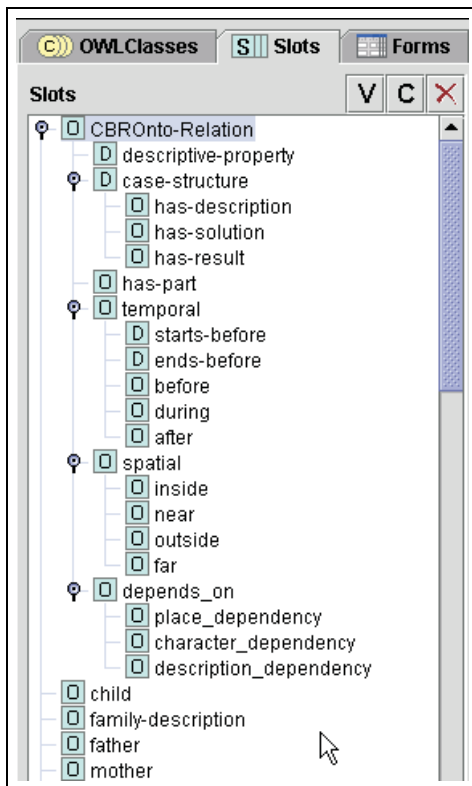 C OWLClasses S Slots Forms
Slots V C
O CBROnto-Relation
D descriptive-property
D case-structure
O has-description
O has-solution
O has-result
O has-part
O temporal
D starts-before
D ends-before
O before
O during
O after
O spatial
O inside
O near
O outside
O far
O depends_on
O place_dependency
O character_dependency
O description_dependency
O child
O family-description
O father
O mother